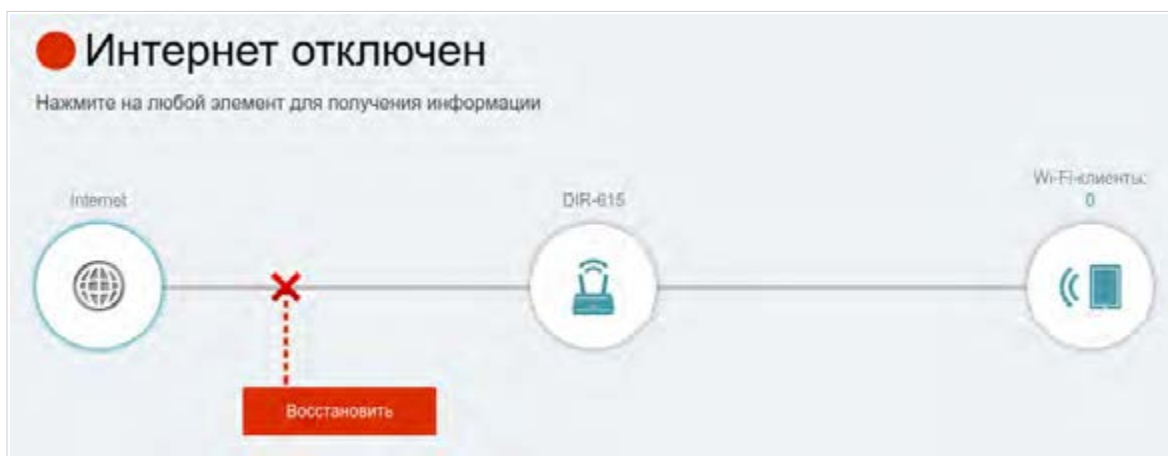 Интернет отключен
Нажмите на любой элемент для получения информации
Internet
DIR-615
Wi-Fi-клиенты:
0
Восстановить